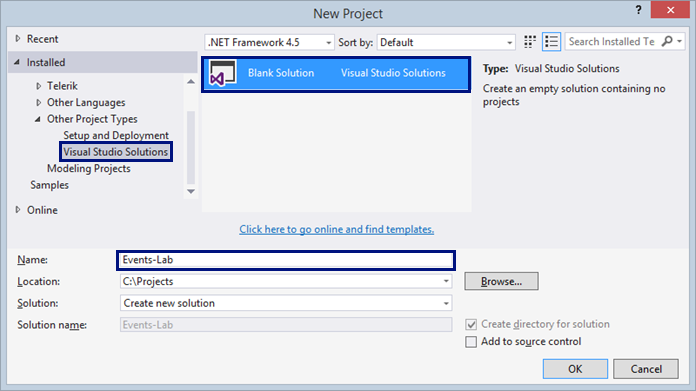 New Project
? 
Recent
.NET Framework 4.5 Sort by: Default Search Installed Te
Installed
Telerik
Other Languages
Other Project Types
Setup and Deployment
Visual Studio Solutions
Modeling Projects
Samples
Online
Blank Solution Visual Studio Solutions
Type: Visual Studio Solutions
Create an empty solution containing no
projects
Click here to go online and find templates.
Name: Events-Lab
Location: C:\Projects Browse...
Solution: Create new solution
Solution name: Events-Lab
Create directory for solution
Add to source control
OK Cancel